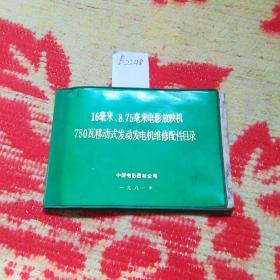 E2248
16毫米、8.75毫米电影放映机
750瓦移动式发动发电机维修配件目录
中国电影器材公司
一九八一年